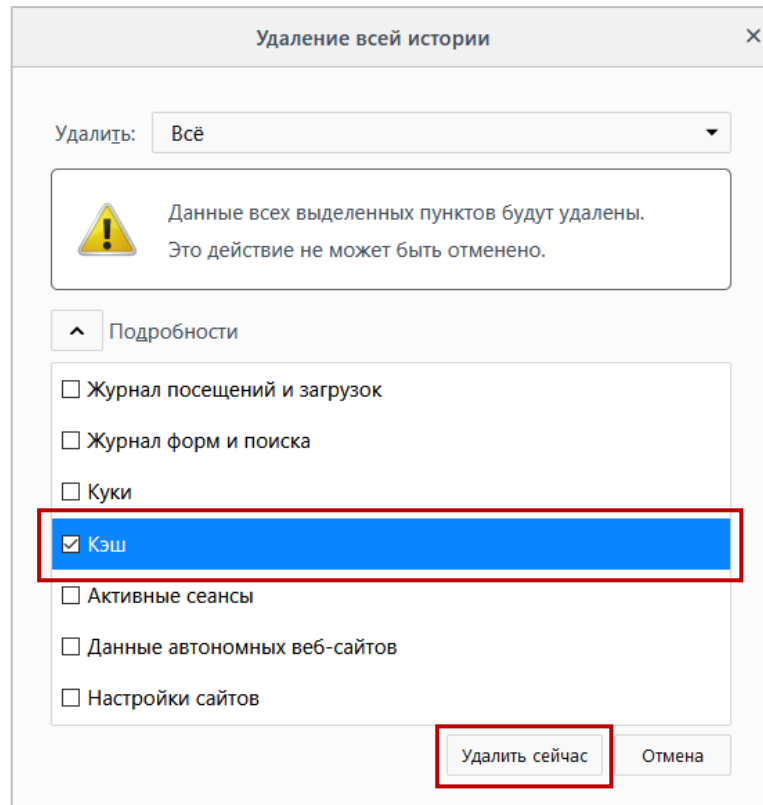 Удаление всей истории
Удалить: Всё
Данные всех выделенных пунктов будут удалены.
Это действие не может быть отменено.
Подробности
Журнал посещений и загрузок
Журнал форм и поиска
Куки
Кэш
Активные сеансы
Данные автономных веб-сайтов
Настройки сайтов
Удалить сейчас Отмена